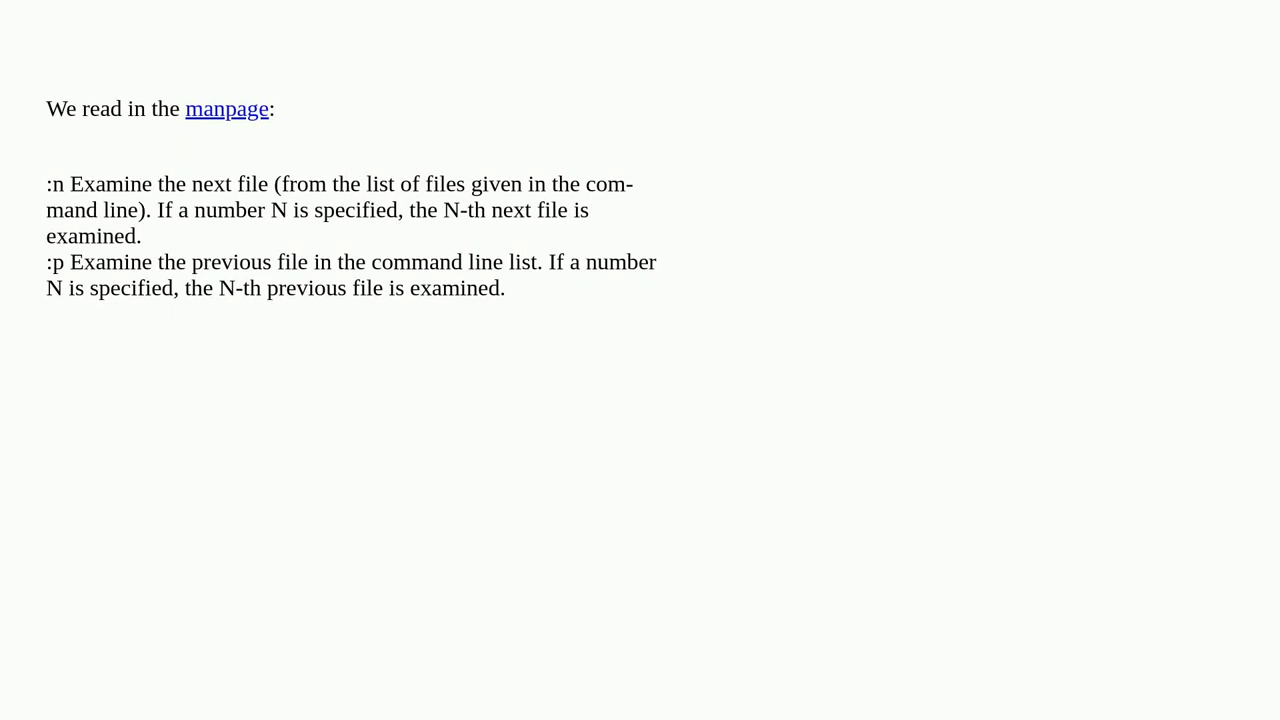 We read in the manpage:
:n Examine the next file (from the list of files given in the com-
mand line). If a number N is specified, the N-th next file is
examined.
:p Examine the previous file in the command line list. If a number
N is specified, the N-th previous file is examined.